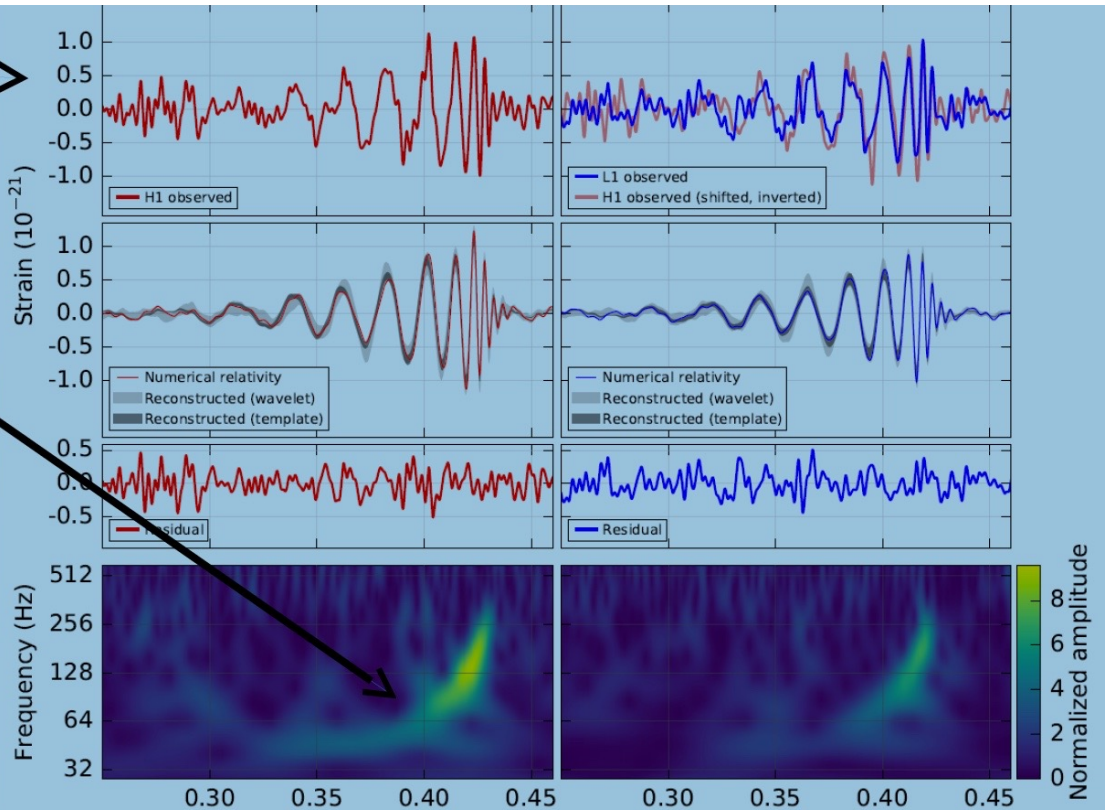 1.0
0.5
0.0
-0.5
-1.0
H1 observed
L1 observed
H1 observed (shifted, inverted)
Strain (10⁻²¹)
1.0
0.5
0.0
-0.5
-1.0
Numerical relativity
Reconstructed (wavelet)
Reconstructed (template)
Numerical relativity
Reconstructed (wavelet)
Reconstructed (template)
0.5
0.0
-0.5
Residual
Residual
Frequency (Hz)
512
256
128
64
32
0.30 0.35 0.40 0.45
0.30 0.35 0.40 0.45
8
6
4
2
0
Normalized amplitude